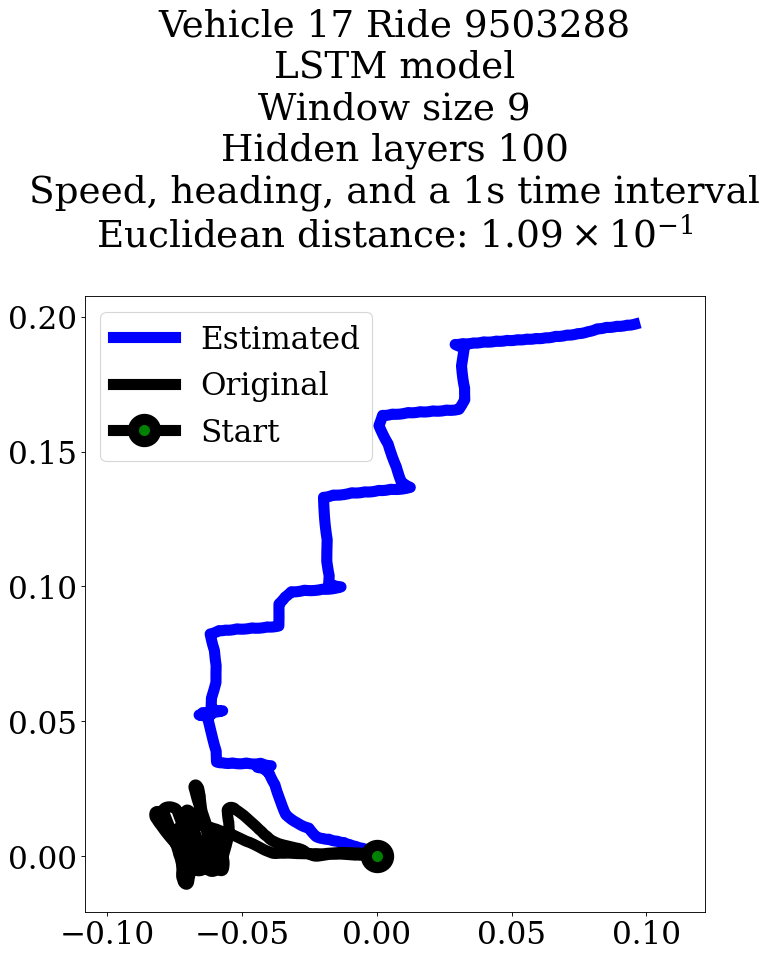 Vehicle 17 Ride 9503288
LSTM model
Window size 9
Hidden layers 100
Speed, heading, and a 1s time interval
Euclidean distance: 1.09 × 10⁻¹
Estimated
Original
Start
0.20
0.15
0.10
0.05
0.00
−0.10 −0.05 0.00 0.05 0.10